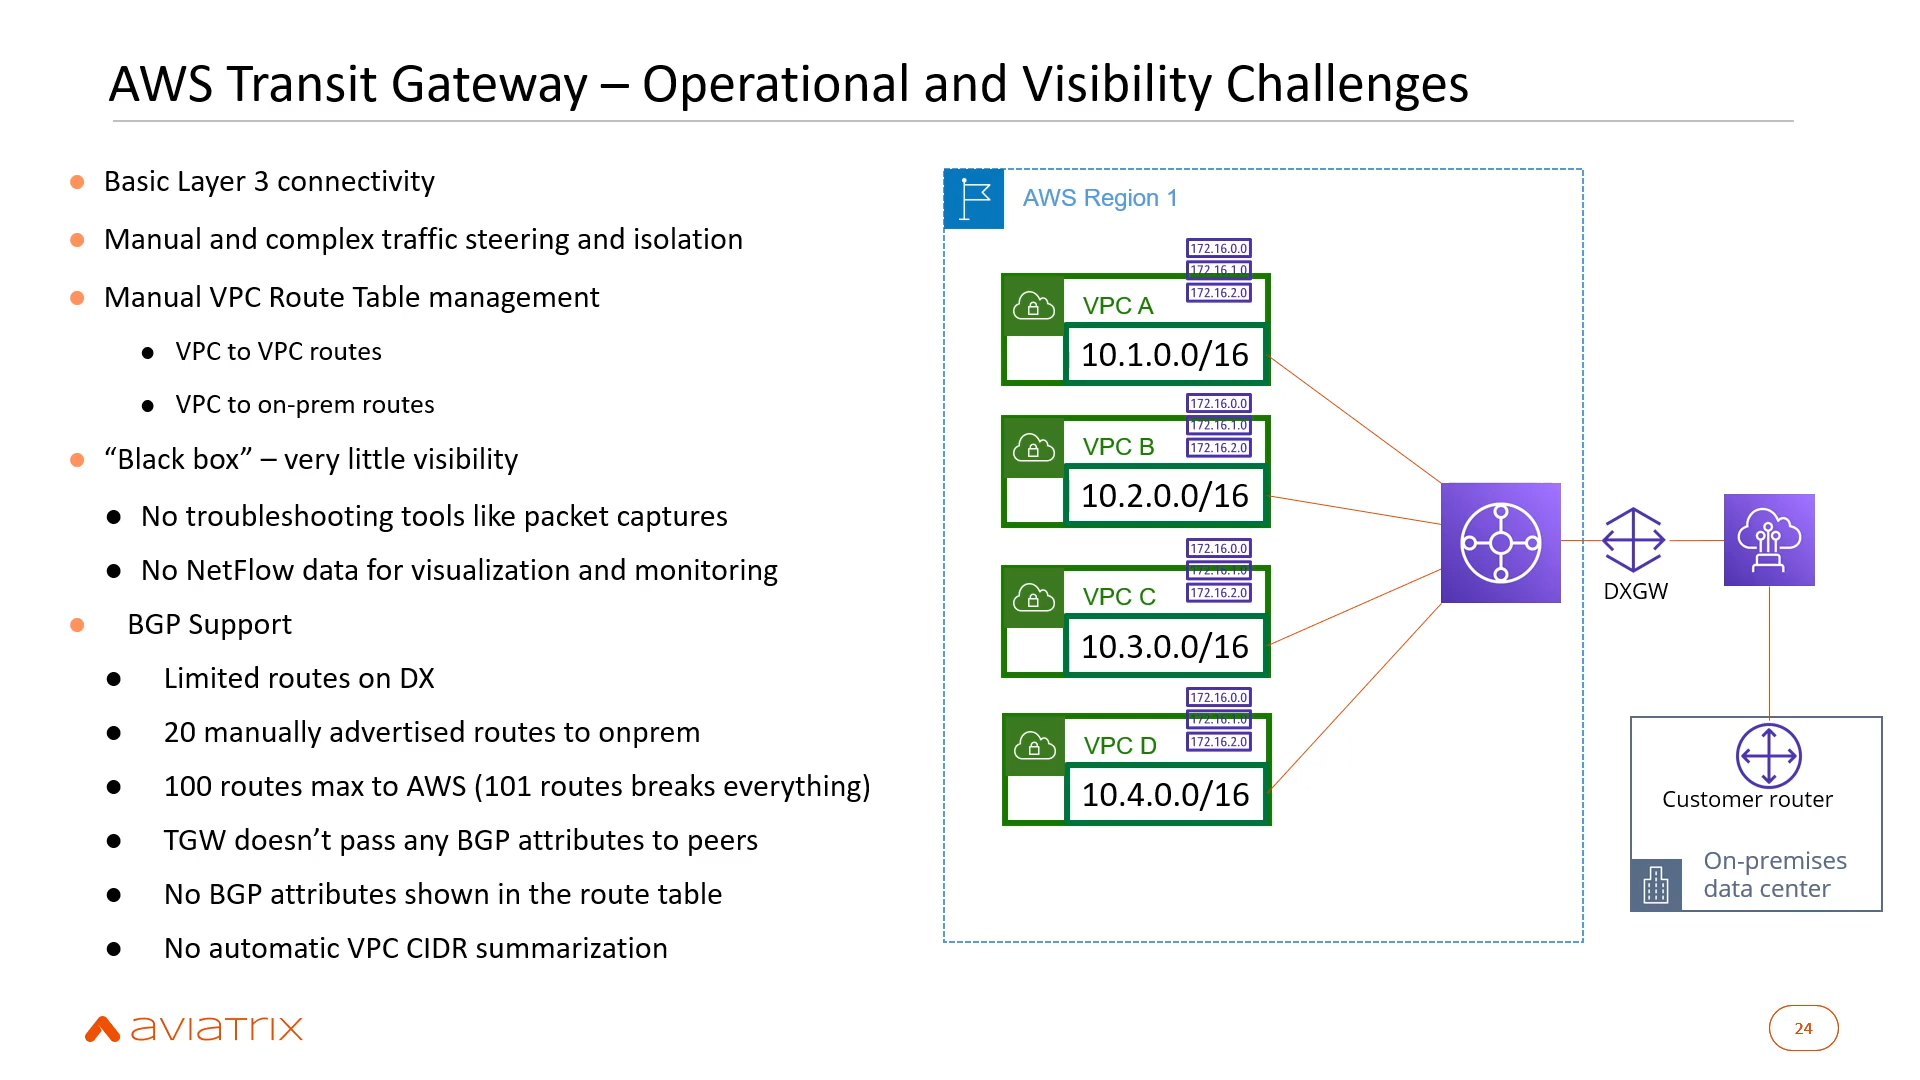 AWS Transit Gateway – Operational and Visibility Challenges
Basic Layer 3 connectivity
Manual and complex traffic steering and isolation
Manual VPC Route Table management
VPC to VPC routes
VPC to on-prem routes
“Black box” – very little visibility
No troubleshooting tools like packet captures
No NetFlow data for visualization and monitoring
BGP Support
Limited routes on DX
20 manually advertised routes to onprem
100 routes max to AWS (101 routes breaks everything)
TGW doesn’t pass any BGP attributes to peers
No BGP attributes shown in the route table
No automatic VPC CIDR summarization
AWS Region 1
172.16.0.0
172.16.1.0
172.16.2.0
VPC A
10.1.0.0/16
172.16.0.0
172.16.1.0
172.16.2.0
VPC B
10.2.0.0/16
172.16.0.0
172.16.1.0
172.16.2.0
VPC C
10.3.0.0/16
172.16.0.0
172.16.1.0
172.16.2.0
VPC D
10.4.0.0/16
DXGW
Customer router
On-premises
data center
aviatrix
24